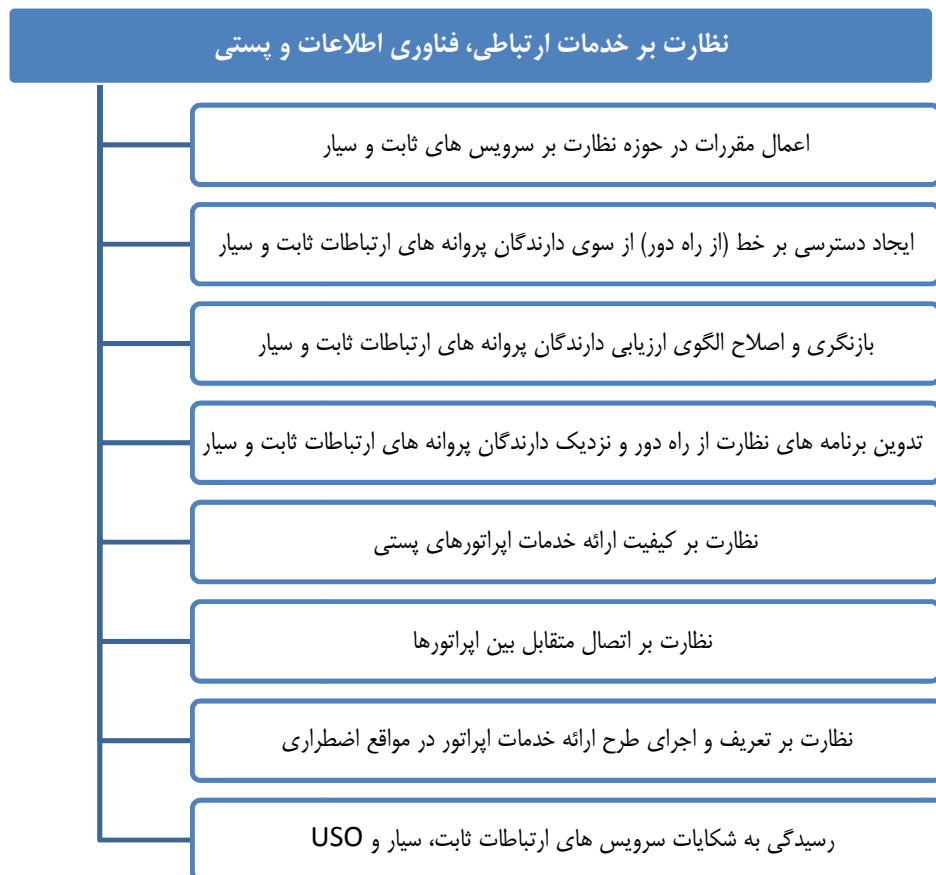 نظارت بر خدمات ارتباطی، فناوری اطلاعات و پستی
اعمال مقررات در حوزه نظارت بر سرویس های ثابت و سیار
ایجاد دسترسی بر خط (از راه دور) از سوی دارندگان پروانه های ارتباطات ثابت و سیار
بازنگری و اصلاح الگوی ارزیابی دارندگان پروانه های ارتباطات ثابت و سیار
تدوین برنامه های نظارت از راه دور و نزدیک دارندگان پروانه های ارتباطات ثابت و سیار
نظارت بر کیفیت ارائه خدمات اپراتورهای پستی
نظارت بر اتصال متقابل بین اپراتورها
نظارت بر تعریف و اجرای طرح ارائه خدمات اپراتور در مواقع اضطراری
رسیدگی به شکایات سرویس های ارتباطات ثابت، سیار و USO